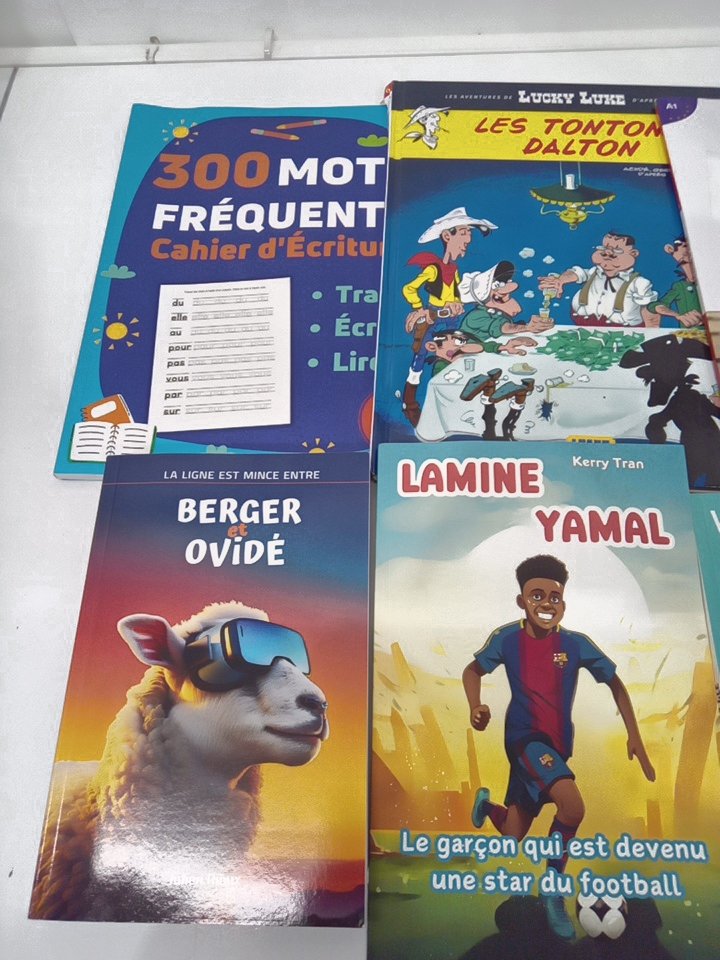 300 MOT
FRÉQUENT
Cahier d'Écritu
du
elle
au
pour
pas
vous
par
sur
• Tra
• Écr
• Lir
LES AVENTURES DE LUCKY LUKE D'APR
LES TONTON
DALTON
A1
LA LIGNE EST MINCE ENTRE
BERGER
et
OViDÉ
Kerry Tran
LAMINE
YAMAL
Le garçon qui est devenu
une star du football